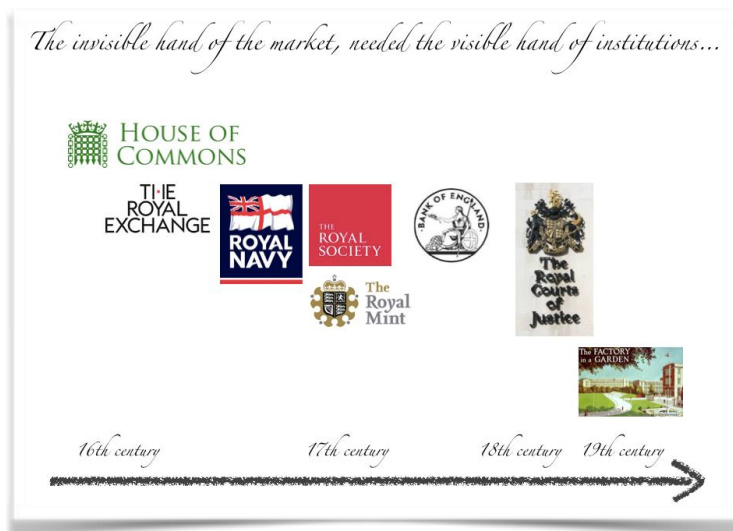 The invisible hand of the market, needed the visible hand of institutions...
HOUSE OF
COMMONS
THE
ROYAL
EXCHANGE
ROYAL
NAVY
THE
ROYAL
SOCIETY
BANK OF ENGLAND
The
Royal
Mint
The
Royal
Courts
of
Justice
The FACTORY
in a GARDEN
16th century
17th century
18th century
19th century